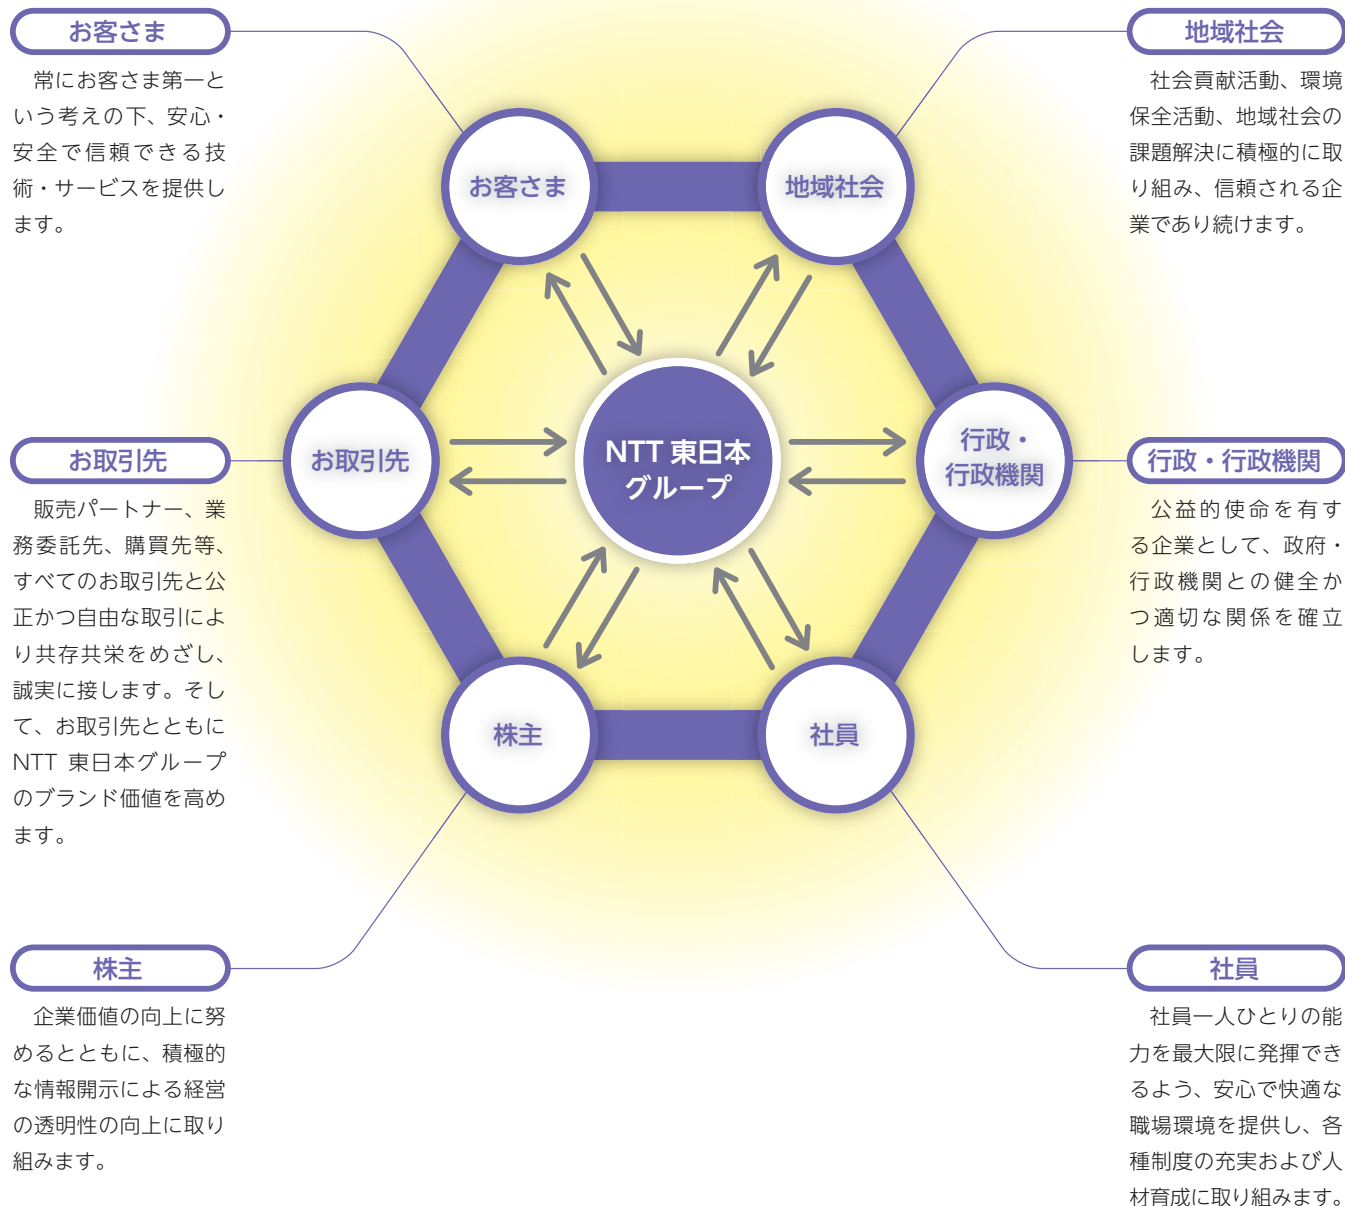 お客さま
常にお客さま第一と
いう考えの下、安心・
安全で信頼できる技
術・サービスを提供し
ます。
地域社会
社会貢献活動、環境
保全活動、地域社会の
課題解決に積極的に取
り組み、信頼される企
業であり続けます。
お客さま
地域社会
お取引先
NTT 東日本
グループ
行政・
行政機関
株主
社員
お取引先
販売パートナー、業
務委託先、購買先等、
すべてのお取引先と公
正かつ自由な取引によ
り共存共栄をめざし、
誠実に接します。そし
て、お取引先とともに
NTT 東日本グループ
のブランド価値を高め
ます。
行政・行政機関
公益的使命を有す
る企業として、政府・
行政機関との健全か
つ適切な関係を確立
します。
株主
企業価値の向上に努
めるとともに、積極的
な情報開示による経営
の透明性の向上に取り
組みます。
社員
社員一人ひとりの能
力を最大限に発揮でき
るよう、安心で快適な
職場環境を提供し、各
種制度の充実および人
材育成に取り組みます。